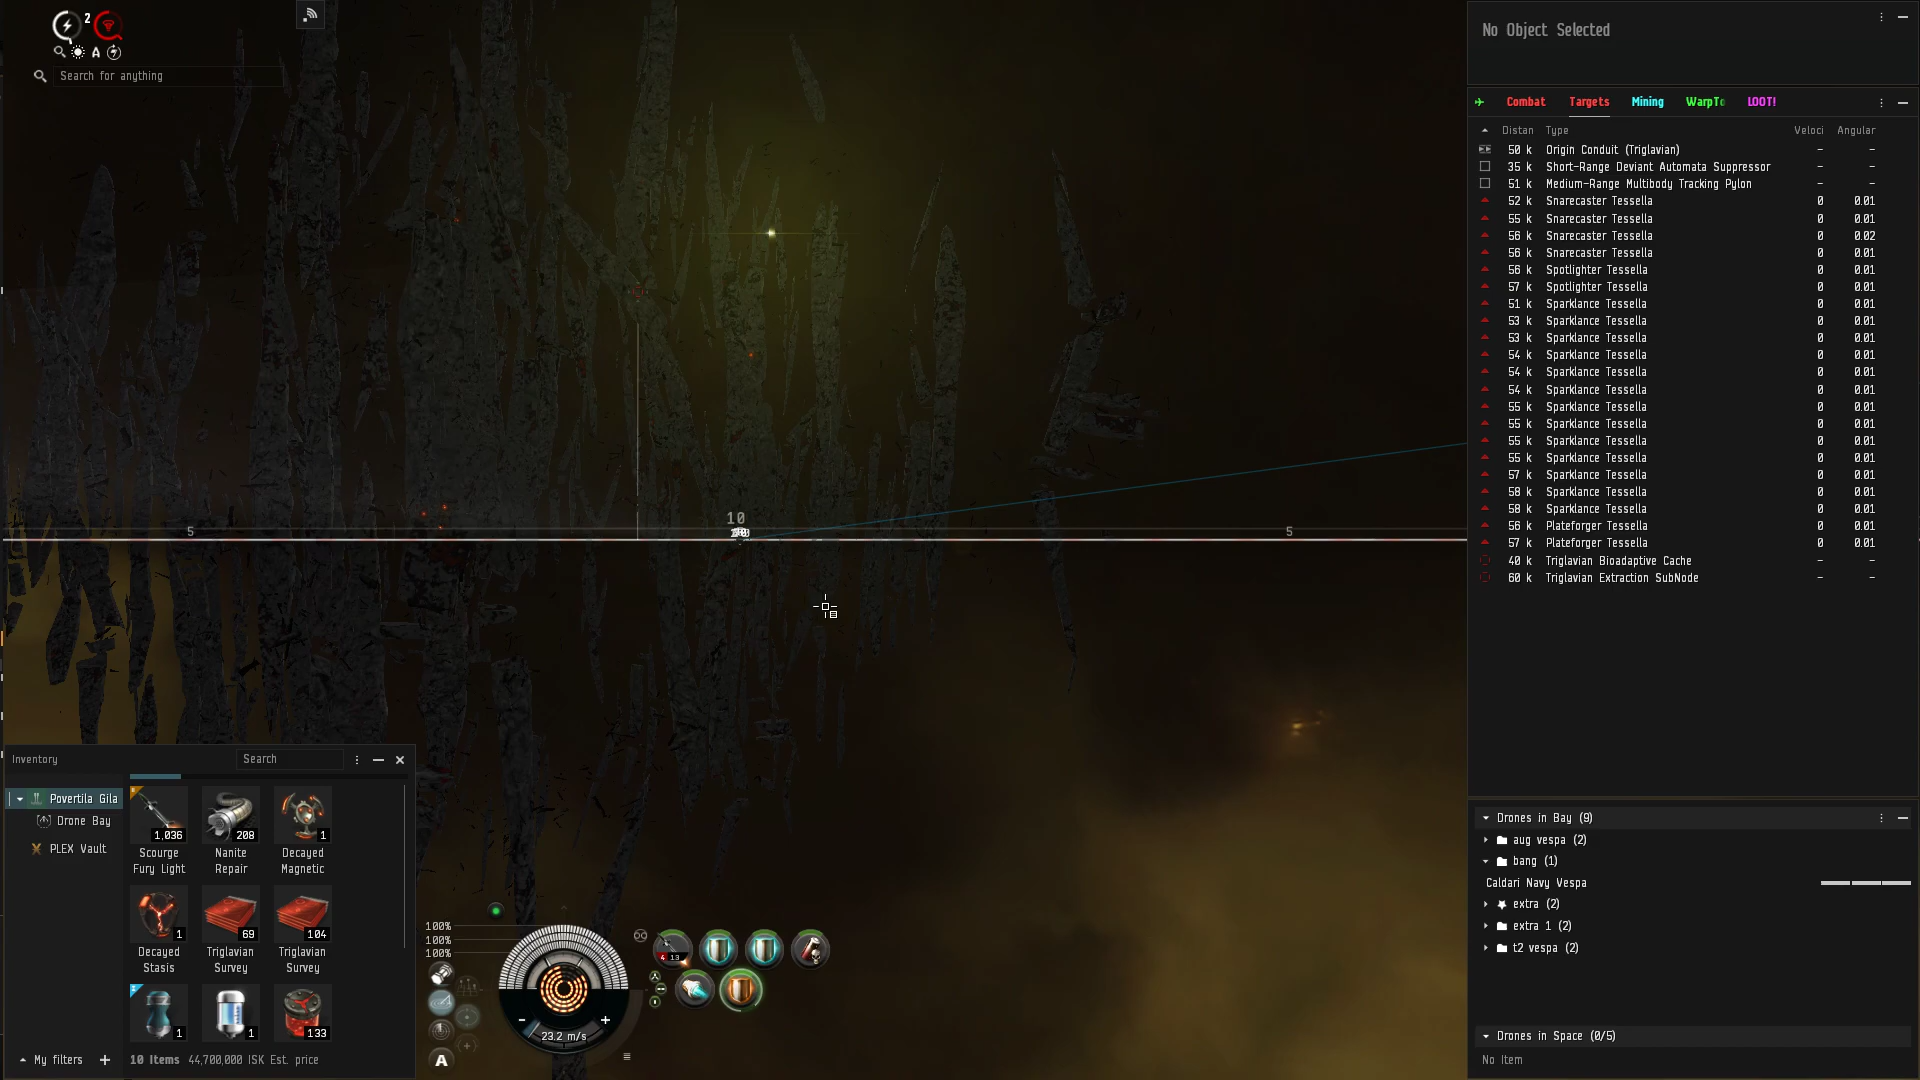 2
A
Search for anything
No Object Selected
Combat Targets Mining WarpTo LOOT!
Distan Type Veloci Angular
50 k Origin Conduit (Triglavian) – –
35 k Short-Range Deviant Automata Suppressor – –
51 k Medium-Range Multibody Tracking Pylon – –
52 k Snarecaster Tessella 0 0.01
55 k Snarecaster Tessella 0 0.01
56 k Snarecaster Tessella 0 0.02
56 k Snarecaster Tessella 0 0.01
56 k Spotlighter Tessella 0 0.01
57 k Spotlighter Tessella 0 0.01
51 k Sparklance Tessella 0 0.01
53 k Sparklance Tessella 0 0.01
53 k Sparklance Tessella 0 0.01
54 k Sparklance Tessella 0 0.01
54 k Sparklance Tessella 0 0.01
54 k Sparklance Tessella 0 0.01
55 k Sparklance Tessella 0 0.01
55 k Sparklance Tessella 0 0.01
55 k Sparklance Tessella 0 0.01
55 k Sparklance Tessella 0 0.01
57 k Sparklance Tessella 0 0.01
58 k Sparklance Tessella 0 0.01
58 k Sparklance Tessella 0 0.01
56 k Plateforger Tessella 0 0.01
57 k Plateforger Tessella 0 0.01
40 k Triglavian Bioadaptive Cache – –
60 k Triglavian Extraction SubNode – –
10
5 5
Inventory Search
Povertila Gila
Drone Bay
PLEX Vault
1,036 208 1
Scourge Fury Light
Nanite Repair
Decayed Magnetic
1 69 104
Decayed Stasis
Triglavian Survey
Triglavian Survey
1 1 133
My filters + 10 Items 44,700,000 ISK Est. price
100%
100%
100%
4 13
- +
23.2 m/s
A
Drones in Bay (9)
aug vespa (2)
bang (1)
Caldari Navy Vespa
extra (2)
extra 1 (2)
t2 vespa (2)
Drones in Space (0/5)
No Item